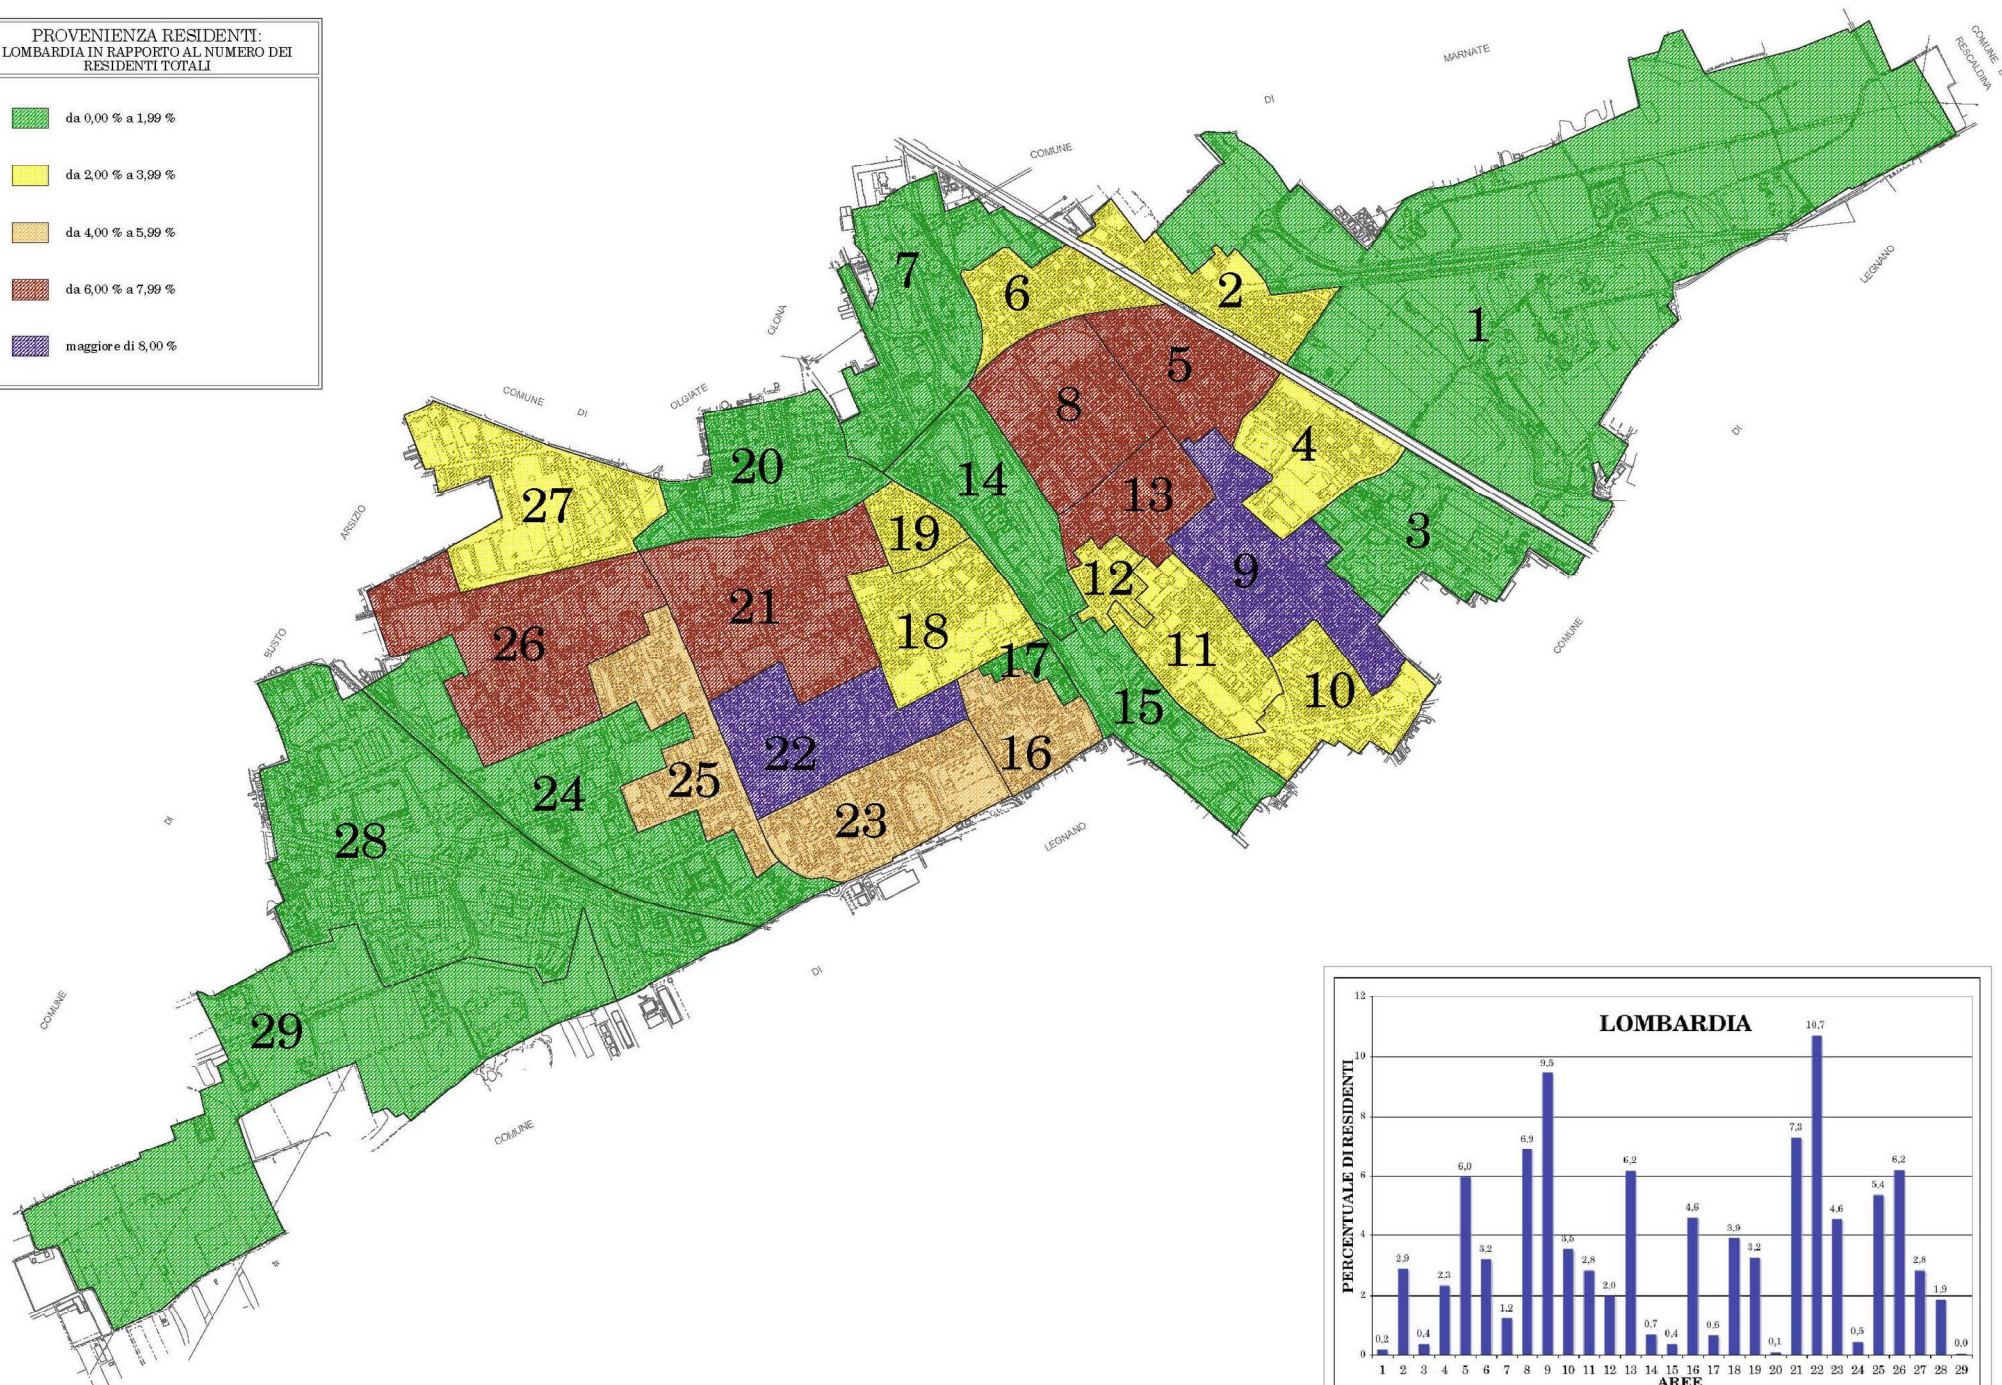 PROVENIENZA RESIDENTI:
LOMBARDIA IN RAPPORTO AL NUMERO DEI
RESIDENTI TOTALI
da 0,00 % a 1,99 %
da 2,00 % a 3,99 %
da 4,00 % a 5,99 %
da 6,00 % a 7,99 %
maggiore di 8,00 %
MARNATE
DI
COMUNE
COMUNE
RESCALDINA
LEGNANO
DI
COMUNE
OLONA
OLGIATE
DI
COMUNE
ARSIZIO
BUSTO
DI
COMUNE
LEGNANO
DI
COMUNE
1
2
3
4
5
6
7
8
9
10
11
12
13
14
15
16
17
18
19
20
21
22
23
24
25
26
27
28
29
LOMBARDIA
PERCENTUALE DI RESIDENTI
12
10
8
6
4
2
0
0,2
2,9
0,4
2,3
6,0
3,2
1,2
6,9
9,5
3,5
2,8
2,0
6,2
0,7
0,4
4,6
0,6
3,9
3,2
0,1
7,3
10,7
4,6
0,5
5,4
6,2
2,8
1,9
0,0
1 2 3 4 5 6 7 8 9 10 11 12 13 14 15 16 17 18 19 20 21 22 23 24 25 26 27 28 29
AREE